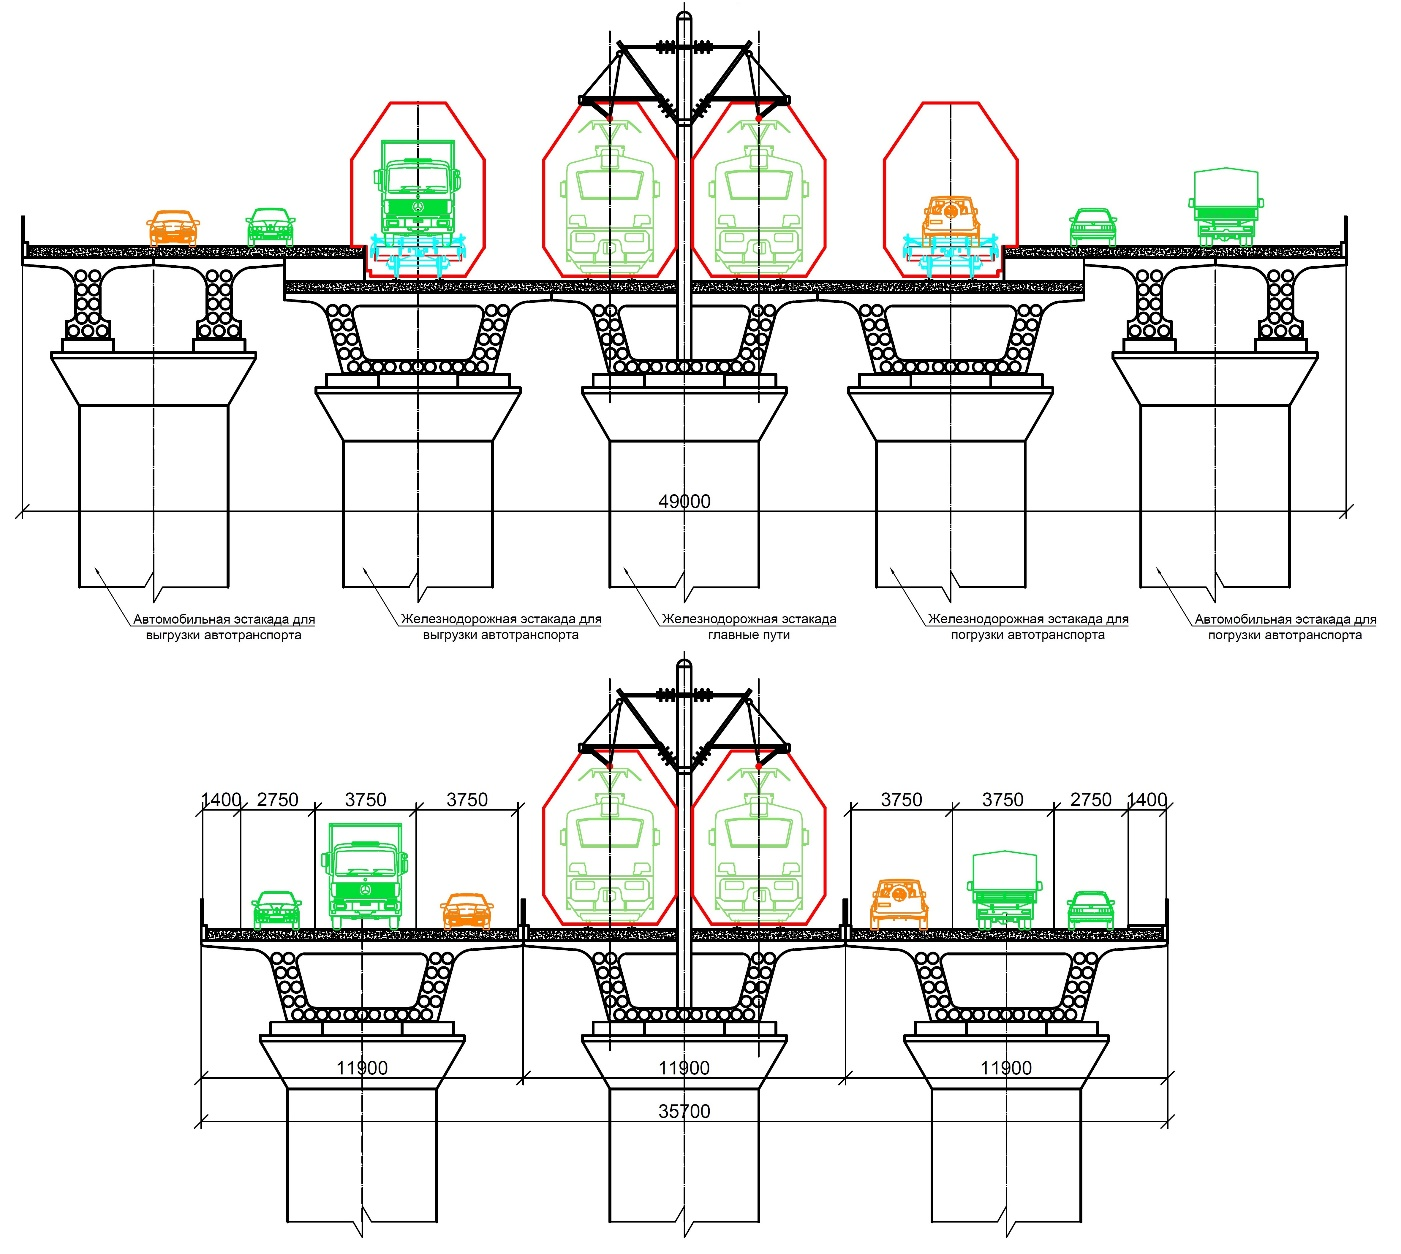 49000
Автомобильная эстакада для
выгрузки автотранспорта
Железнодорожная эстакада для
выгрузки автотранспорта
Железнодорожная эстакада
главные пути
Железнодорожная эстакада для
погрузки автотранспорта
Автомобильная эстакада для
погрузки автотранспорта
1400 2750 3750 3750
3750 3750 2750 1400
11900 11900 11900
35700